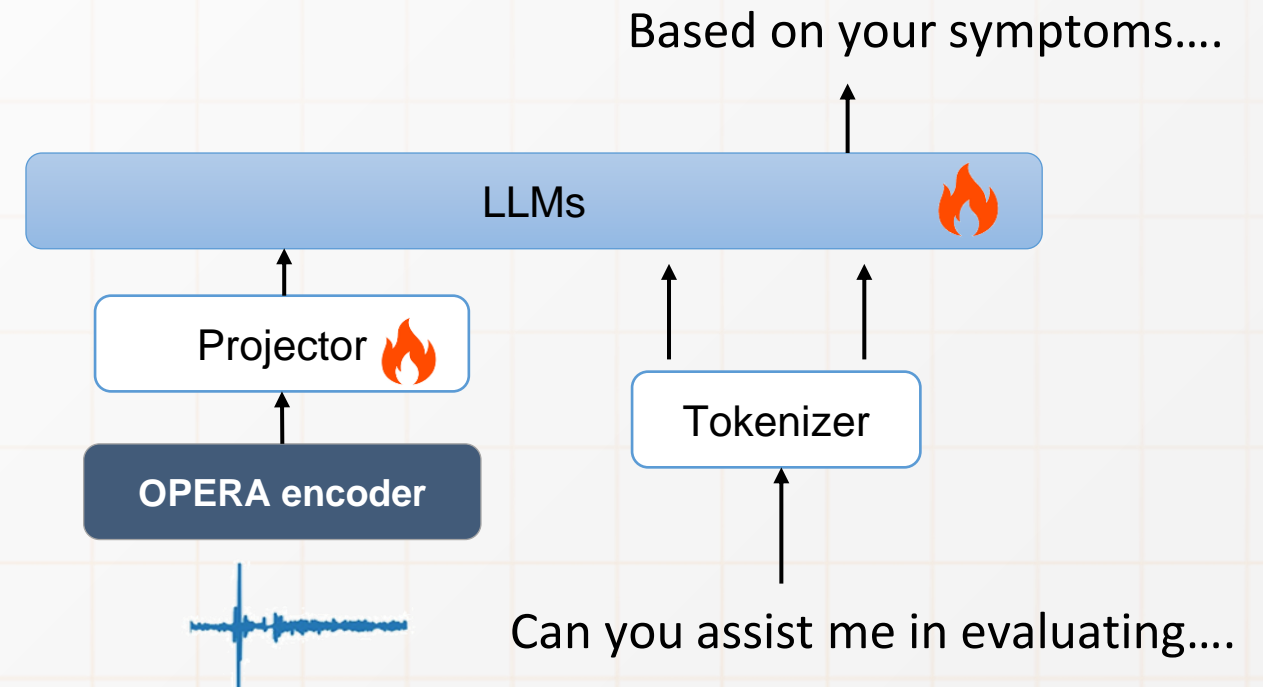 Based on your symptoms....
LLMs
Projector
Tokenizer
OPERA encoder
Can you assist me in evaluating....